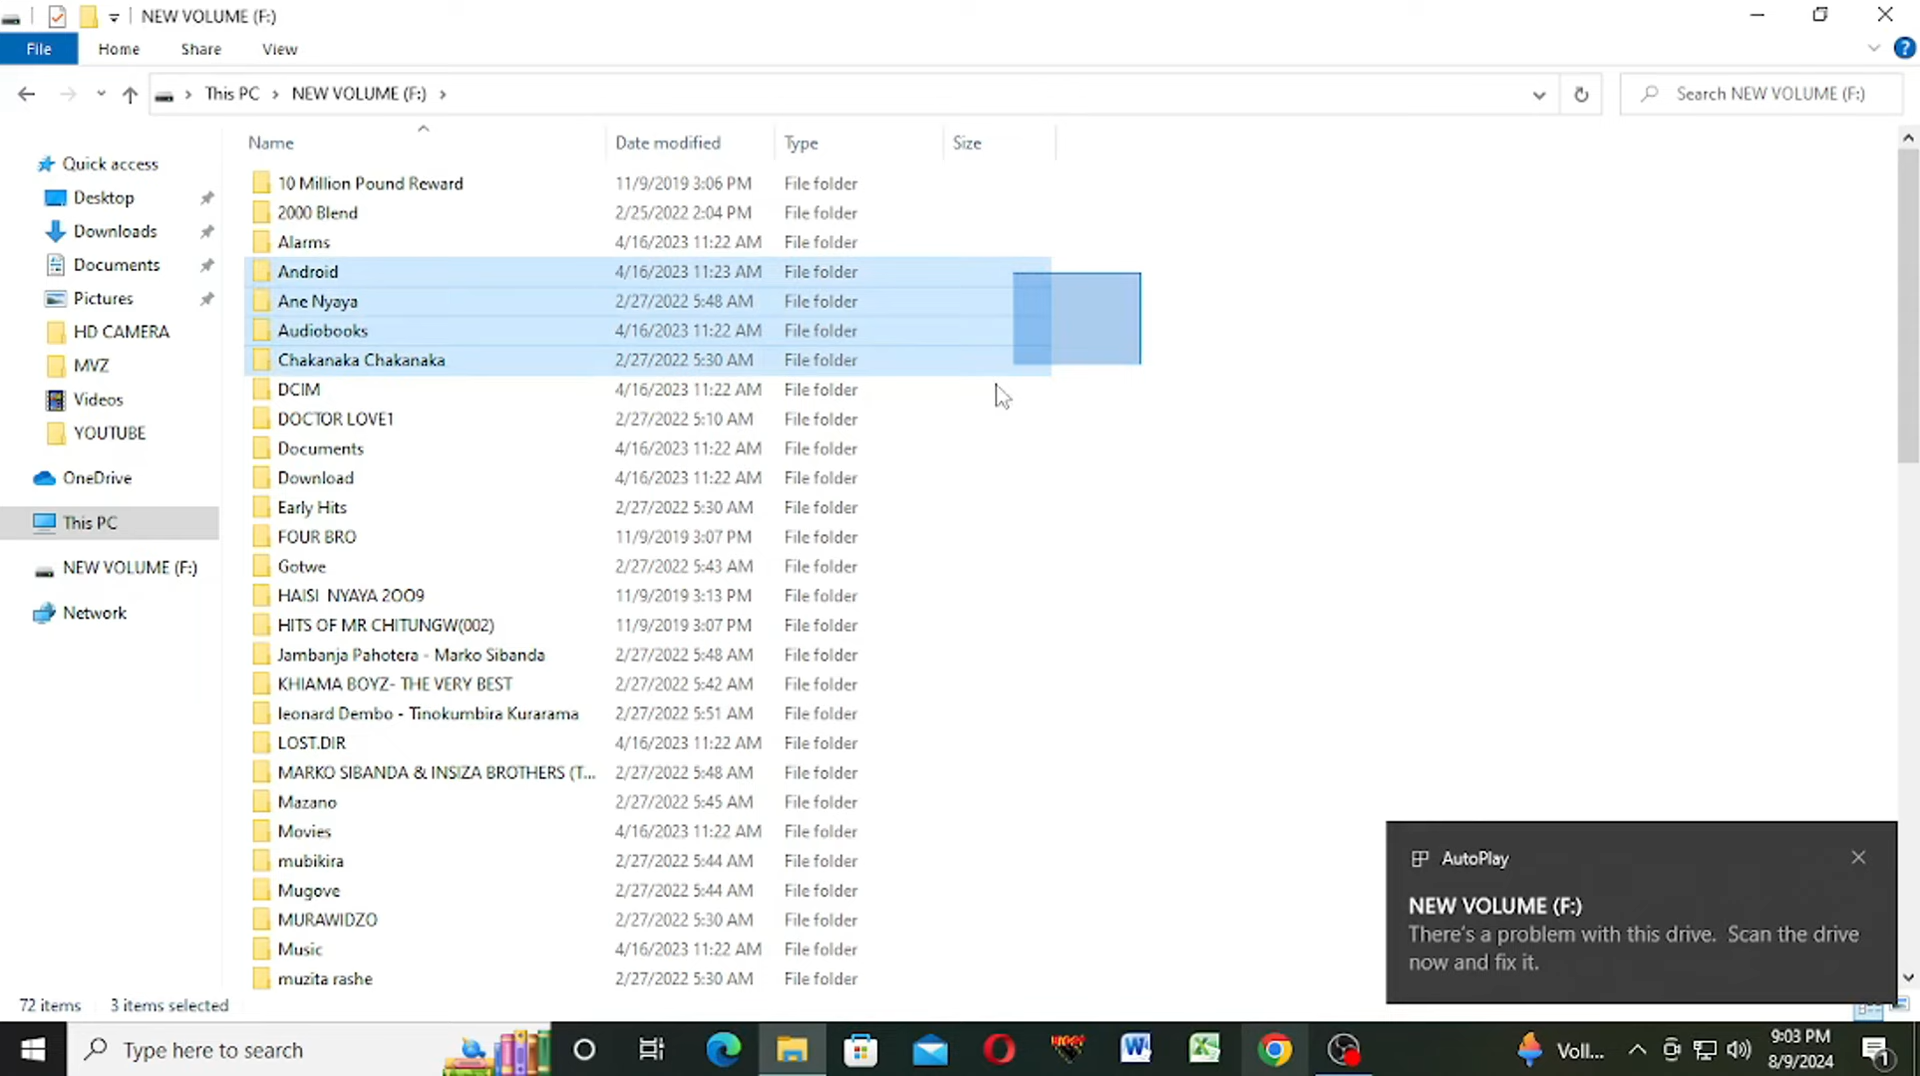 NEW VOLUME (F:)
File Home Share View
This PC > NEW VOLUME (F:) >
Search NEW VOLUME (F:)
Name Date modified Type Size
Quick access
Desktop
Downloads
Documents
Pictures
HD CAMERA
MVZ
Videos
YOUTUBE
OneDrive
This PC
NEW VOLUME (F:)
Network
10 Million Pound Reward 11/9/2019 3:06 PM File folder
2000 Blend 2/25/2022 2:04 PM File folder
Alarms 4/16/2023 11:22 AM File folder
Android 4/16/2023 11:23 AM File folder
Ane Nyaya 2/27/2022 5:48 AM File folder
Audiobooks 4/16/2023 11:22 AM File folder
Chakanaka Chakanaka 2/27/2022 5:30 AM File folder
DCIM 4/16/2023 11:22 AM File folder
DOCTOR LOVE1 2/27/2022 5:10 AM File folder
Documents 4/16/2023 11:22 AM File folder
Download 4/16/2023 11:22 AM File folder
Early Hits 2/27/2022 5:30 AM File folder
FOUR BRO 11/9/2019 3:07 PM File folder
Gotwe 2/27/2022 5:43 AM File folder
HAISI NYAYA 2OO9 11/9/2019 3:13 PM File folder
HITS OF MR CHITUNGW(002) 11/9/2019 3:07 PM File folder
Jambanja Pahotera - Marko Sibanda 2/27/2022 5:48 AM File folder
KHIAMA BOYZ- THE VERY BEST 2/27/2022 5:42 AM File folder
leonard Dembo - Tinokumbira Kurarama 2/27/2022 5:51 AM File folder
LOST.DIR 4/16/2023 11:22 AM File folder
MARKO SIBANDA & INSIZA BROTHERS (T... 2/27/2022 5:48 AM File folder
Mazano 2/27/2022 5:45 AM File folder
Movies 4/16/2023 11:22 AM File folder
mubikira 2/27/2022 5:44 AM File folder
Mugove 2/27/2022 5:44 AM File folder
MURAWIDZO 2/27/2022 5:30 AM File folder
Music 4/16/2023 11:22 AM File folder
muzita rashe 2/27/2022 5:30 AM File folder
AutoPlay
NEW VOLUME (F:)
There's a problem with this drive. Scan the drive
now and fix it.
72 items 3 items selected
Type here to search
Voll...
9:03 PM
8/9/2024
1